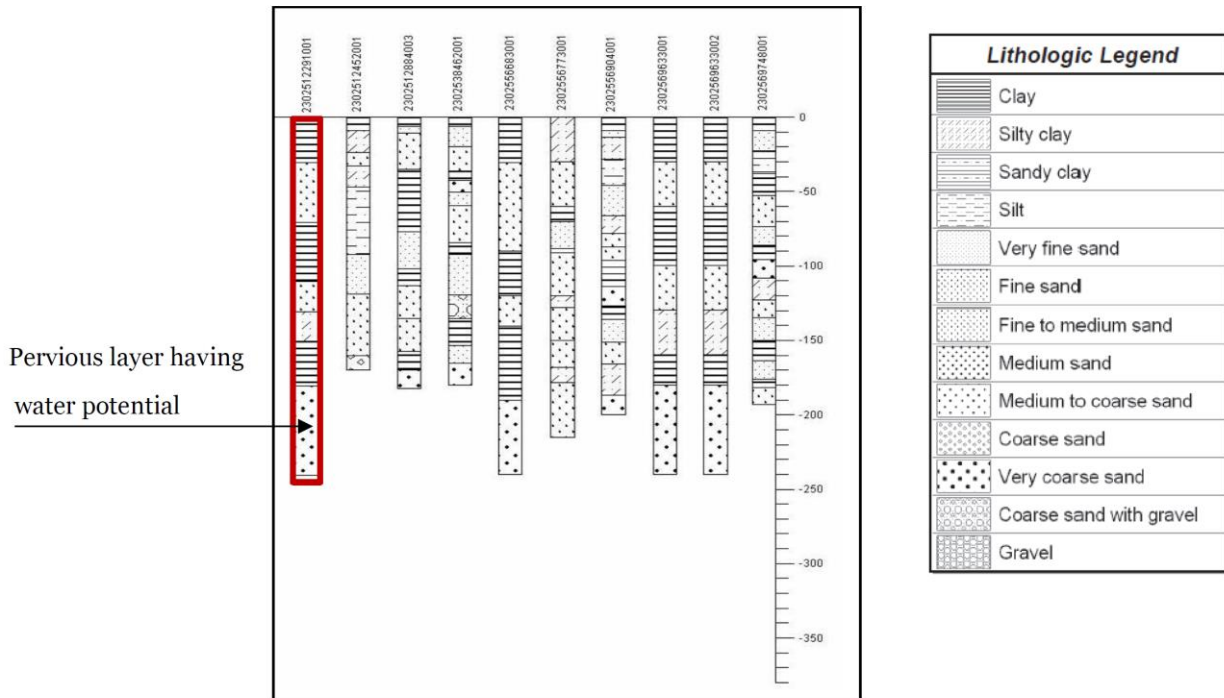 2302512291001
2302512452001
2302512884003
2302538462001
2302556683001
2302556773001
2302556904001
2302569633001
2302569633002
2302569748001
0
-50
-100
-150
-200
-250
-300
-350
Pervious layer having
water potential
Lithologic Legend
Clay
Silty clay
Sandy clay
Silt
Very fine sand
Fine sand
Fine to medium sand
Medium sand
Medium to coarse sand
Coarse sand
Very coarse sand
Coarse sand with gravel
Gravel